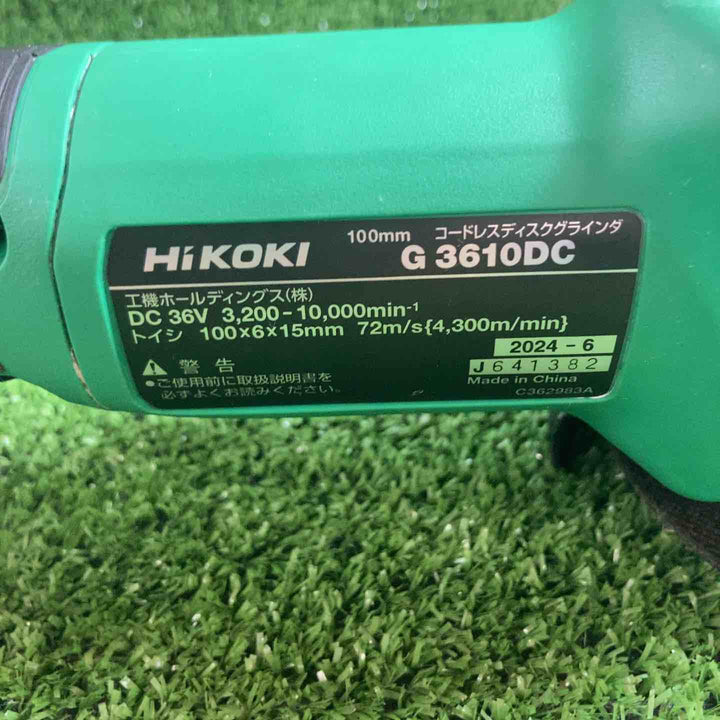 HiKOKI 100mm コードレスディスクグラインダ
G 3610DC
工機ホールディングス(株)
DC 36V 3,200-10,000min⁻¹
トイシ 100×6×15mm 72m/s{4,300m/min}
⚠ 警告
●ご使用前に取扱説明書を
必ずよくお読みください。
2024-6
J641382
Made in China
C362983A